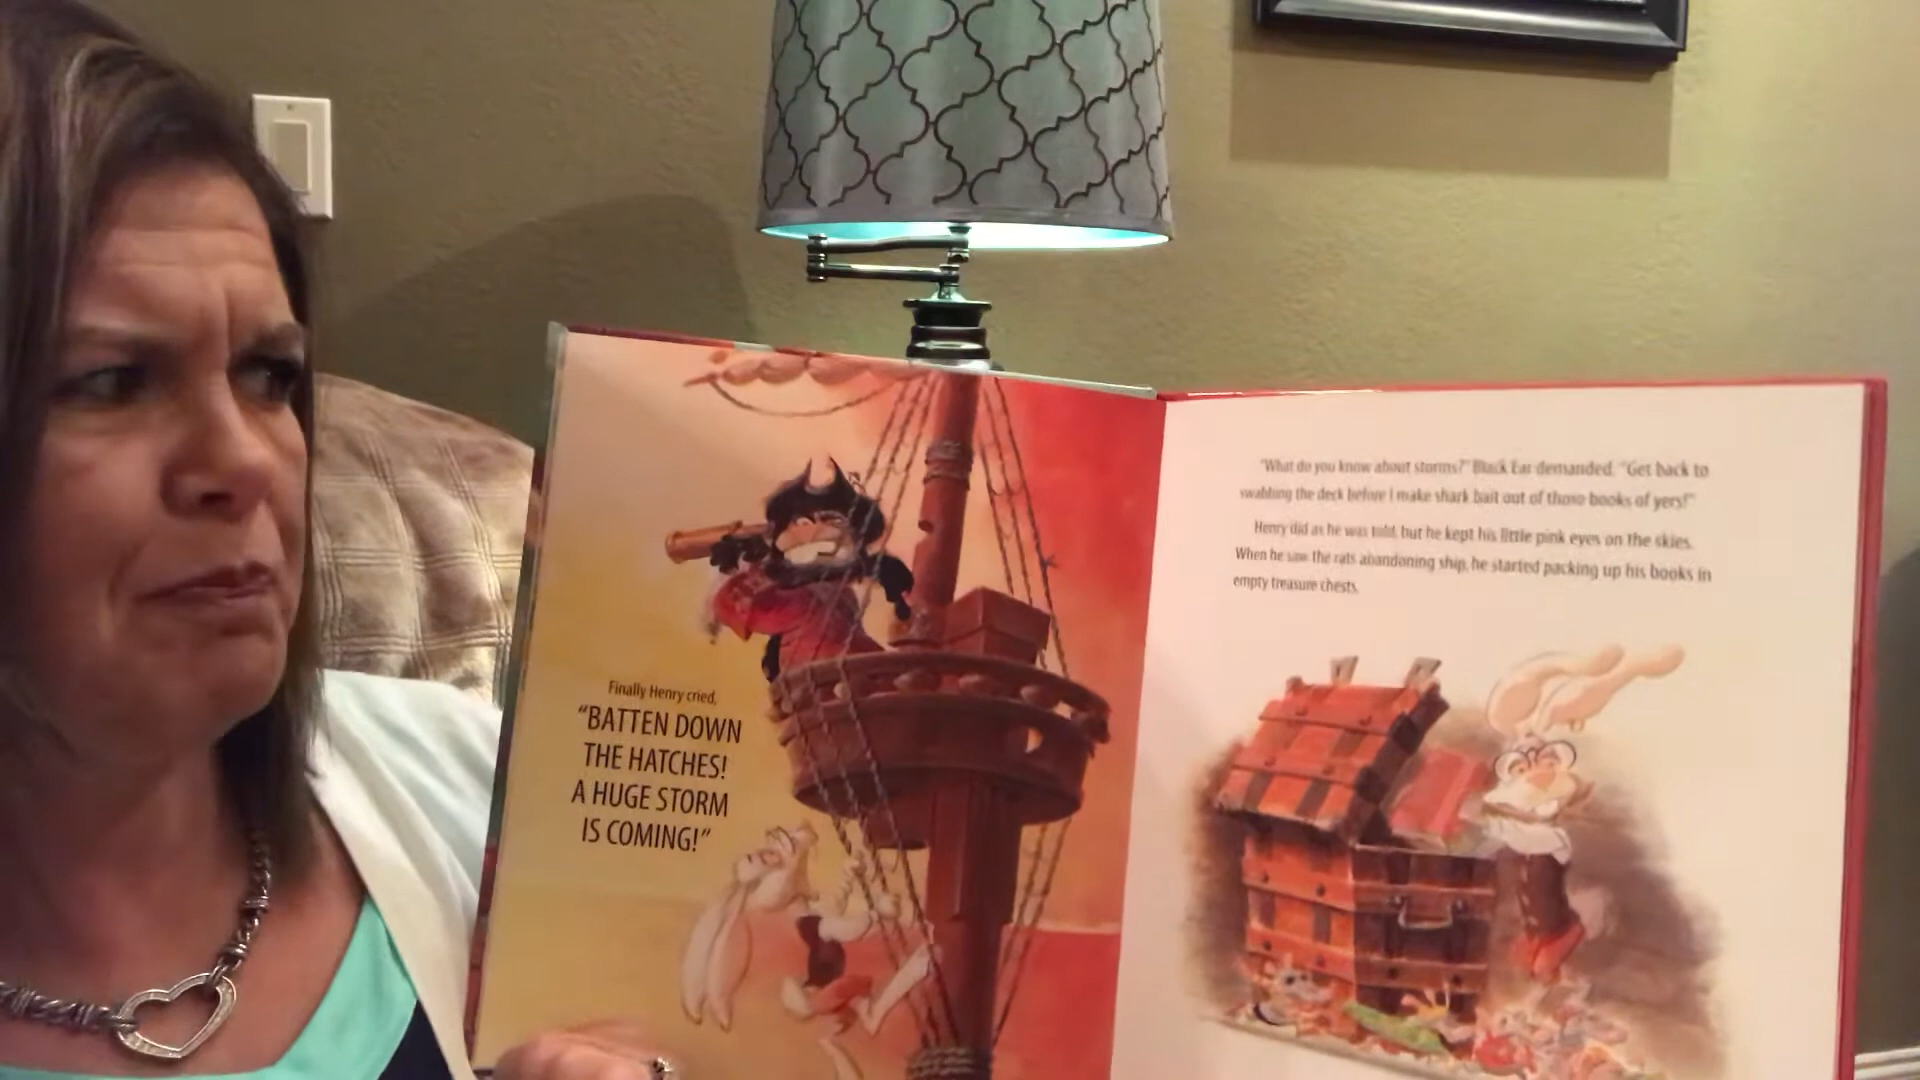 Finally Henry cried,
“BATTEN DOWN
THE HATCHES!
A HUGE STORM
IS COMING!”
“What do you know about storms?” Black Ear demanded. “Get back to
swabbing the deck before I make shark bait out of those books of yers!”
Henry did as he was told, but he kept his little pink eyes on the skies.
When he saw the rats abandoning ship, he started packing up his books in
empty treasure chests.